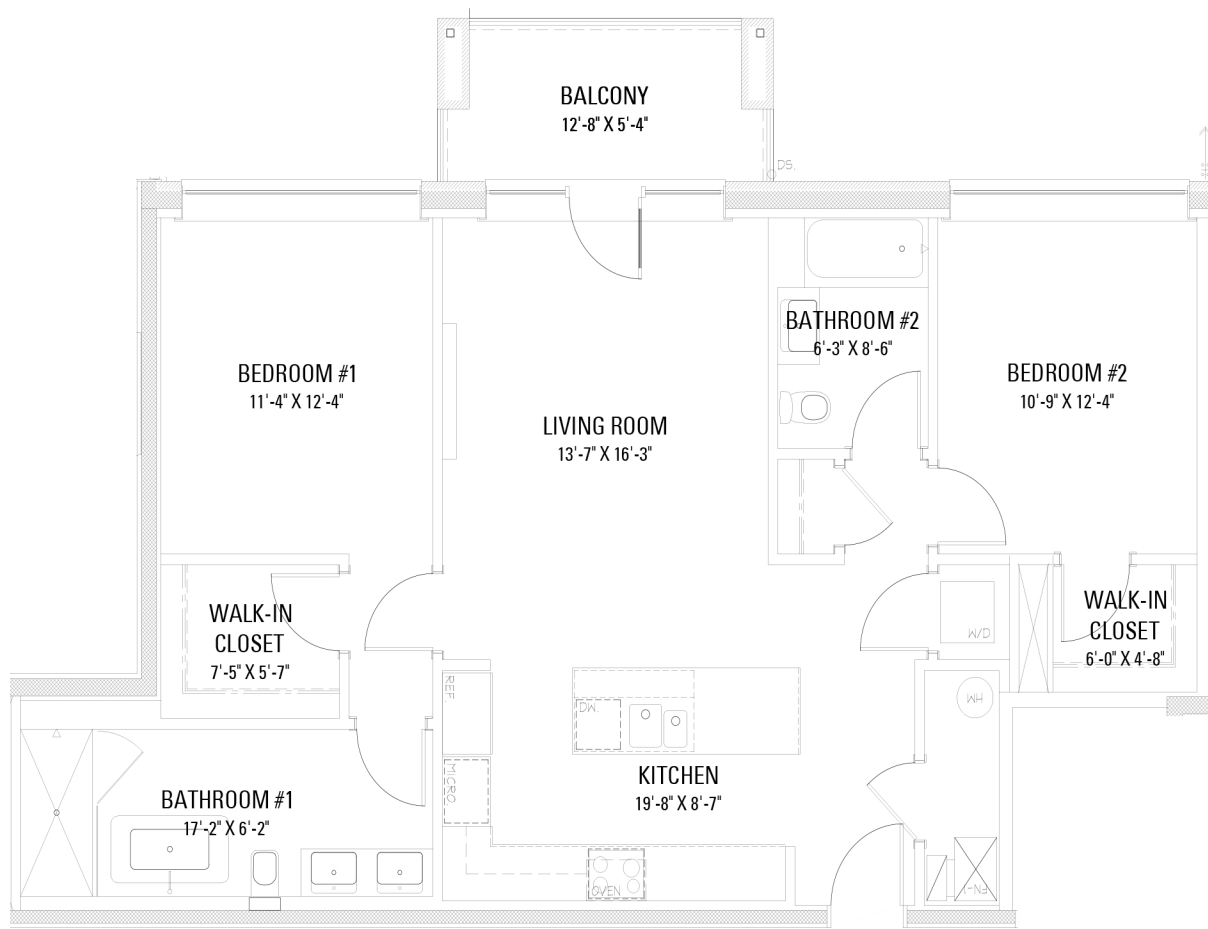 BALCONY
12'-8" X 5'-4"
DS.
BATHROOM #2
6'-3" X 8'-6"
BEDROOM #1
11'-4" X 12'-4"
BEDROOM #2
10'-9" X 12'-4"
LIVING ROOM
13'-7" X 16'-3"
WALK-IN
CLOSET
7'-5" X 5'-7"
W/D
WALK-IN
CLOSET
6'-0" X 4'-8"
REF.
DW.
HW
KITCHEN
19'-8" X 8'-7"
MICRO
BATHROOM #1
17'-2" X 6'-2"
OVEN
FN-1